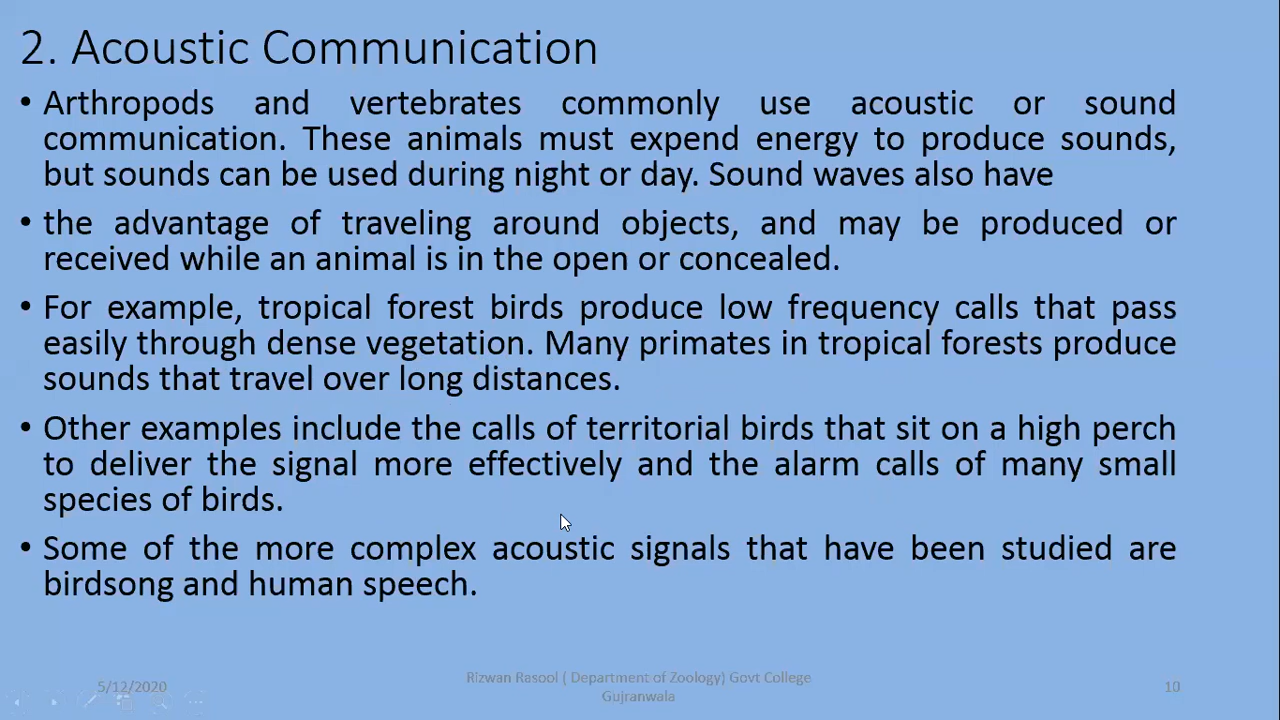 2. Acoustic Communication
• Arthropods and vertebrates commonly use acoustic or sound
communication. These animals must expend energy to produce sounds,
but sounds can be used during night or day. Sound waves also have
• the advantage of traveling around objects, and may be produced or
received while an animal is in the open or concealed.
• For example, tropical forest birds produce low frequency calls that pass
easily through dense vegetation. Many primates in tropical forests produce
sounds that travel over long distances.
• Other examples include the calls of territorial birds that sit on a high perch
to deliver the signal more effectively and the alarm calls of many small
species of birds.
• Some of the more complex acoustic signals that have been studied are
birdsong and human speech.
5/12/2020
Rizwan Rasool ( Department of Zoology) Govt College
Gujranwala
10